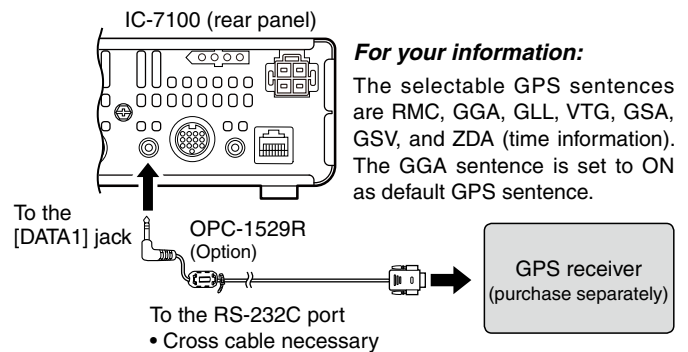 IC-7100 (rear panel)
For your information:
The selectable GPS sentences
are RMC, GGA, GLL, VTG, GSA,
GSV, and ZDA (time information).
The GGA sentence is set to ON
as default GPS sentence.
To the
[DATA1] jack
OPC-1529R
(Option)
GPS receiver
(purchase separately)
To the RS-232C port
• Cross cable necessary